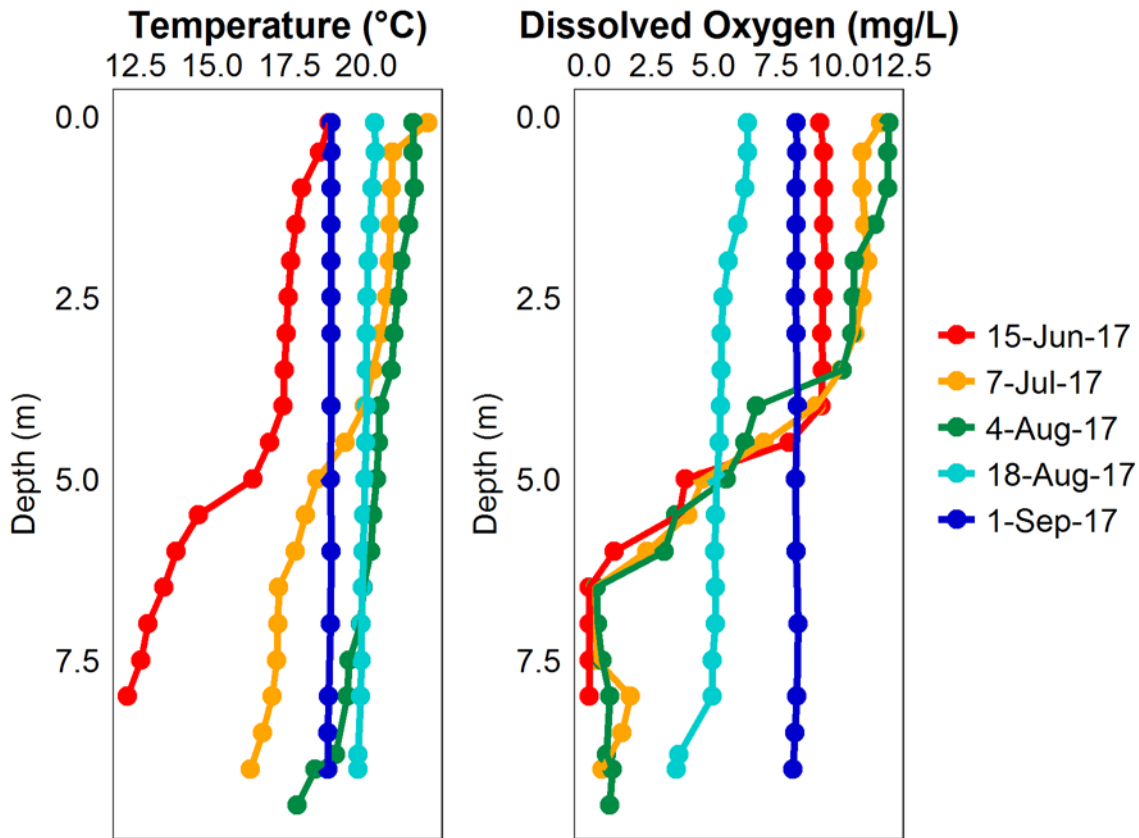 Temperature (°C)
Dissolved Oxygen (mg/L)
12.5 15.0 17.5 20.0
0.0 2.5 5.0 7.5 10.0 12.5
0.0
2.5
5.0
7.5
Depth (m)
0.0
2.5
5.0
7.5
Depth (m)
15-Jun-17
7-Jul-17
4-Aug-17
18-Aug-17
1-Sep-17